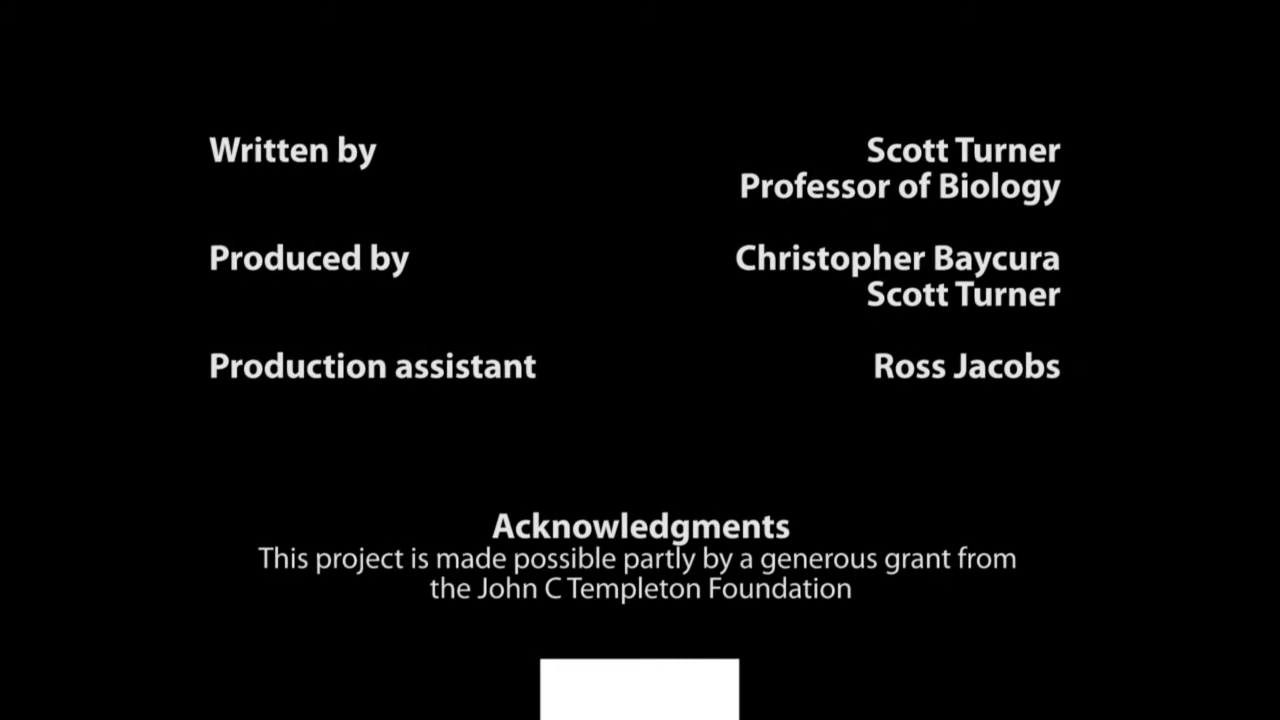 Written by Scott Turner
Professor of Biology
Produced by Christopher Baycura
Scott Turner
Production assistant Ross Jacobs
Acknowledgments
This project is made possible partly by a generous grant from
the John C Templeton Foundation